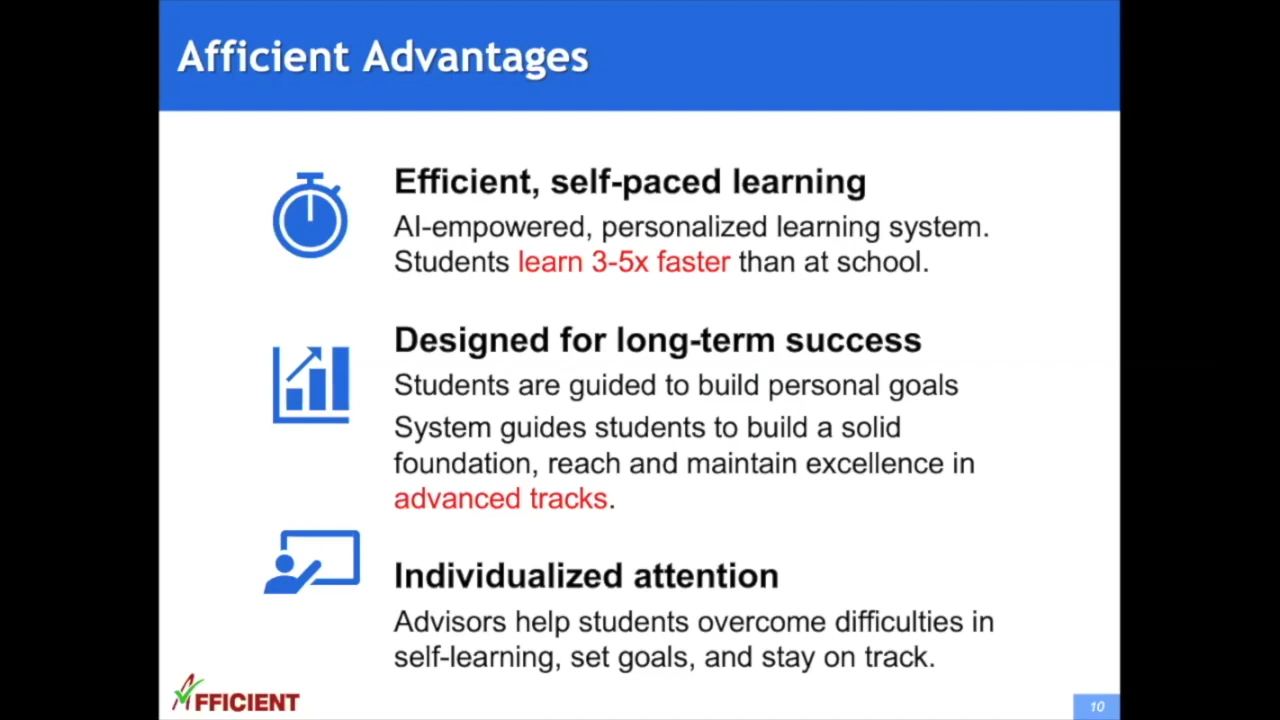 Afficient Advantages
Efficient, self-paced learning
AI-empowered, personalized learning system.
Students learn 3-5x faster than at school.
Designed for long-term success
Students are guided to build personal goals
System guides students to build a solid
foundation, reach and maintain excellence in
advanced tracks.
Individualized attention
Advisors help students overcome difficulties in
self-learning, set goals, and stay on track.
AFFICIENT
10